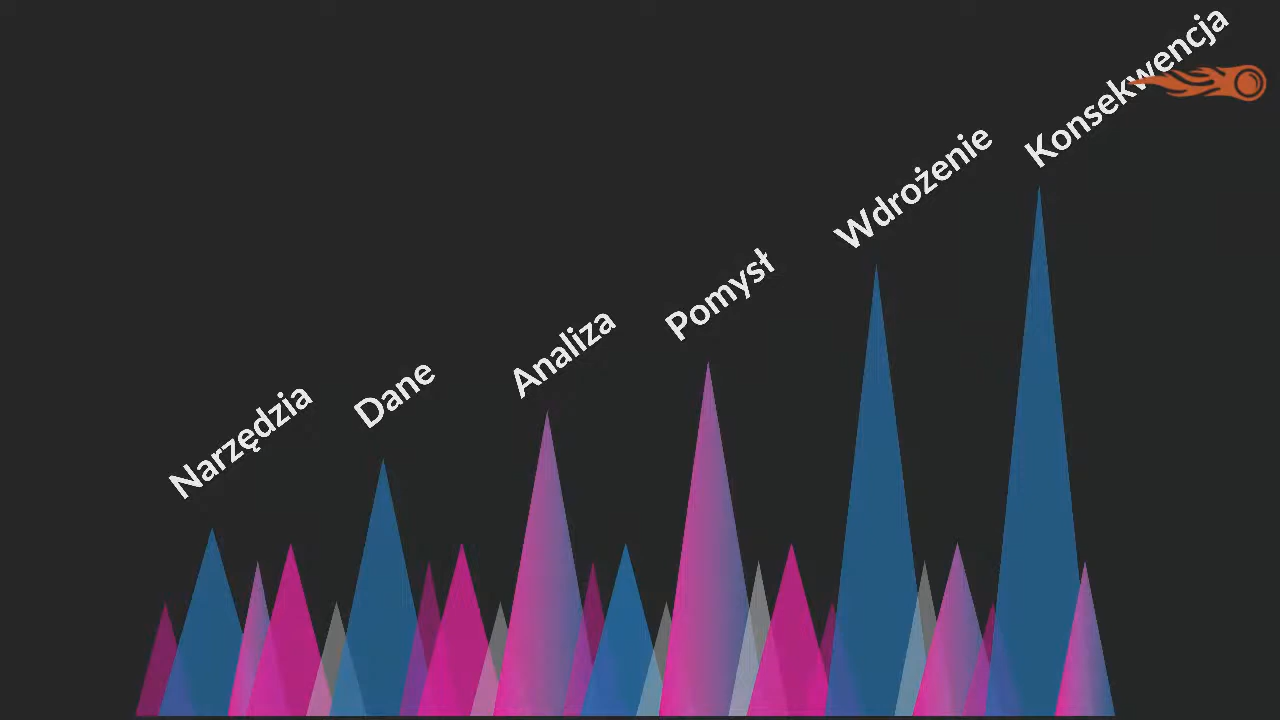 Narzędzia
Dane
Analiza
Pomysł
Wdrożenie
Konsekwencja